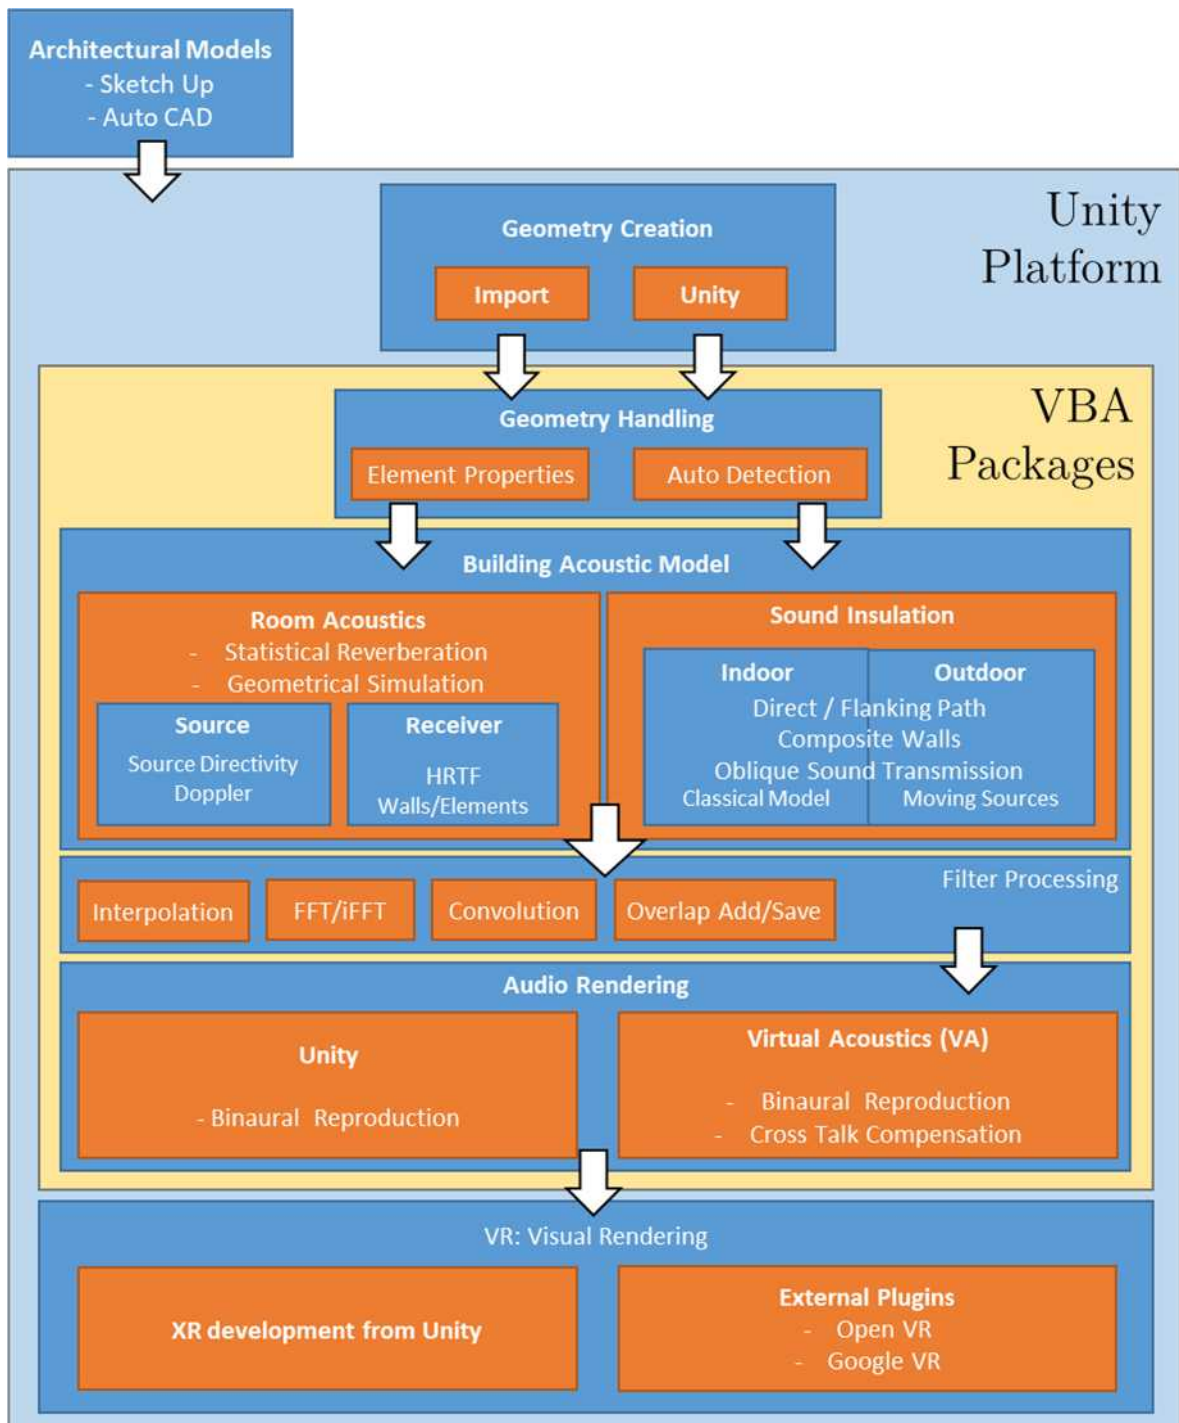 Architectural Models
- Sketch Up
- Auto CAD
Unity
Platform
Geometry Creation
Import
Unity
VBA
Packages
Geometry Handling
Element Properties
Auto Detection
Building Acoustic Model
Room Acoustics
- Statistical Reverberation
- Geometrical Simulation
Source
Source Directivity
Doppler
Receiver
HRTF
Walls/Elements
Sound Insulation
Indoor
Outdoor
Direct / Flanking Path
Composite Walls
Oblique Sound Transmission
Classical Model
Moving Sources
Filter Processing
Interpolation
FFT/iFFT
Convolution
Overlap Add/Save
Audio Rendering
Unity
- Binaural Reproduction
Virtual Acoustics (VA)
- Binaural Reproduction
- Cross Talk Compensation
VR: Visual Rendering
XR development from Unity
External Plugins
- Open VR
- Google VR